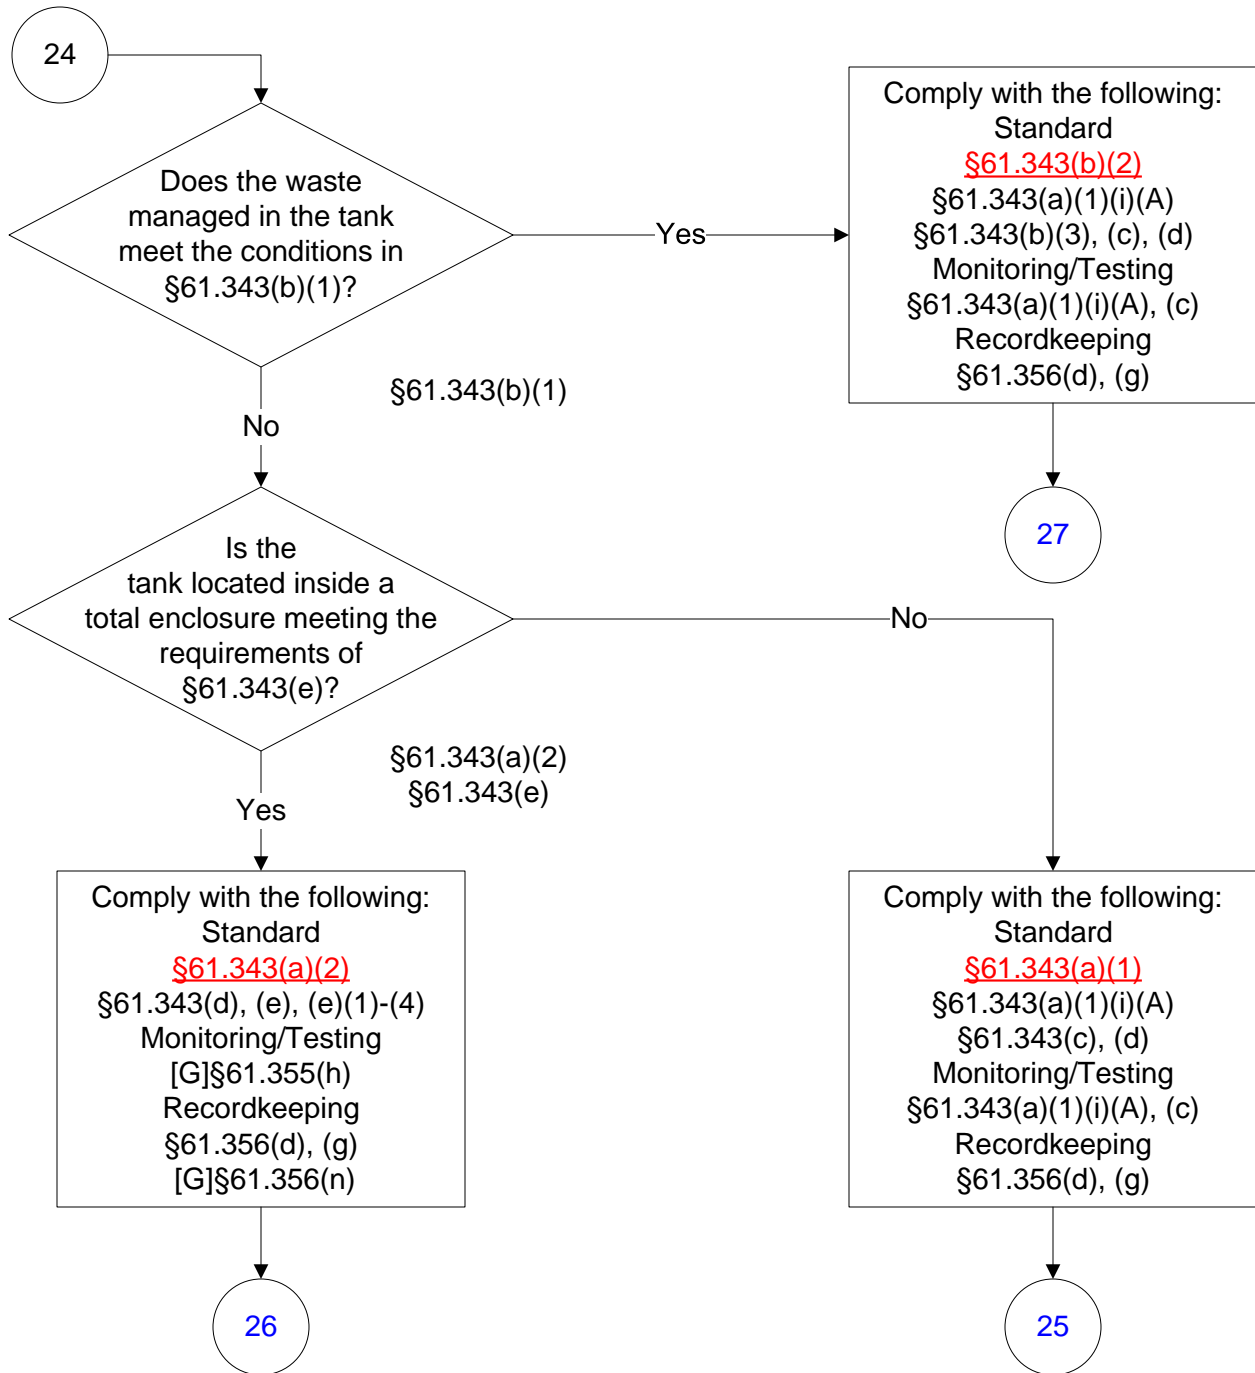 24
Does the waste
managed in the tank
meet the conditions in
§61.343(b)(1)?
Yes
Comply with the following:
Standard
§61.343(b)(2)
§61.343(a)(1)(i)(A)
§61.343(b)(3), (c), (d)
Monitoring/Testing
§61.343(a)(1)(i)(A), (c)
Recordkeeping
§61.356(d), (g)
§61.343(b)(1)
No
27
Is the
tank located inside a
total enclosure meeting the
requirements of
§61.343(e)?
No
§61.343(a)(2)
§61.343(e)
Yes
Comply with the following:
Standard
§61.343(a)(2)
§61.343(d), (e), (e)(1)-(4)
Monitoring/Testing
[G]§61.355(h)
Recordkeeping
§61.356(d), (g)
[G]§61.356(n)
Comply with the following:
Standard
§61.343(a)(1)
§61.343(a)(1)(i)(A)
§61.343(c), (d)
Monitoring/Testing
§61.343(a)(1)(i)(A), (c)
Recordkeeping
§61.356(d), (g)
26
25